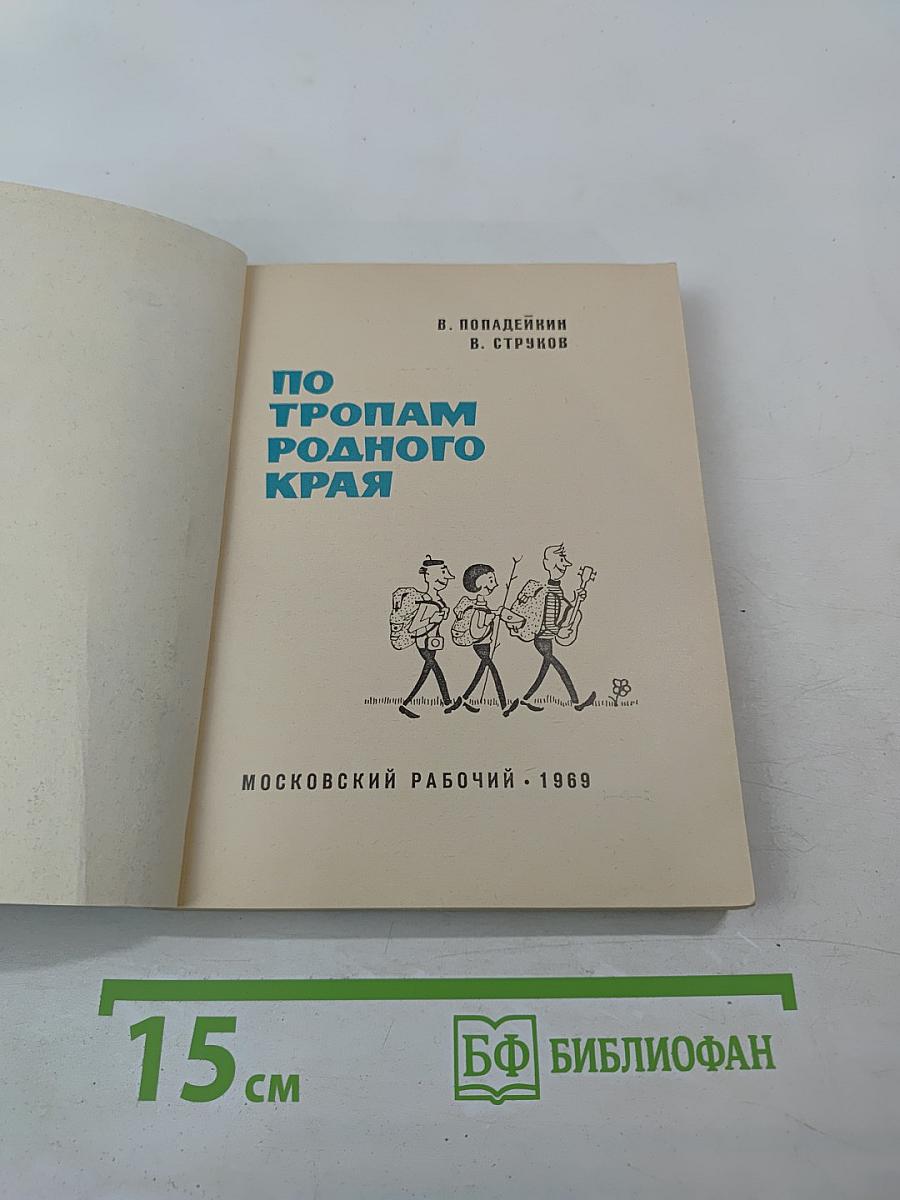 В. ПОПАДЕЙКИН
В. СТРУКОВ
ПО
ТРОПАМ
РОДНОГО
КРАЯ
МОСКОВСКИЙ РАБОЧИЙ • 1969
15 см
БФ БИБЛИОФАН